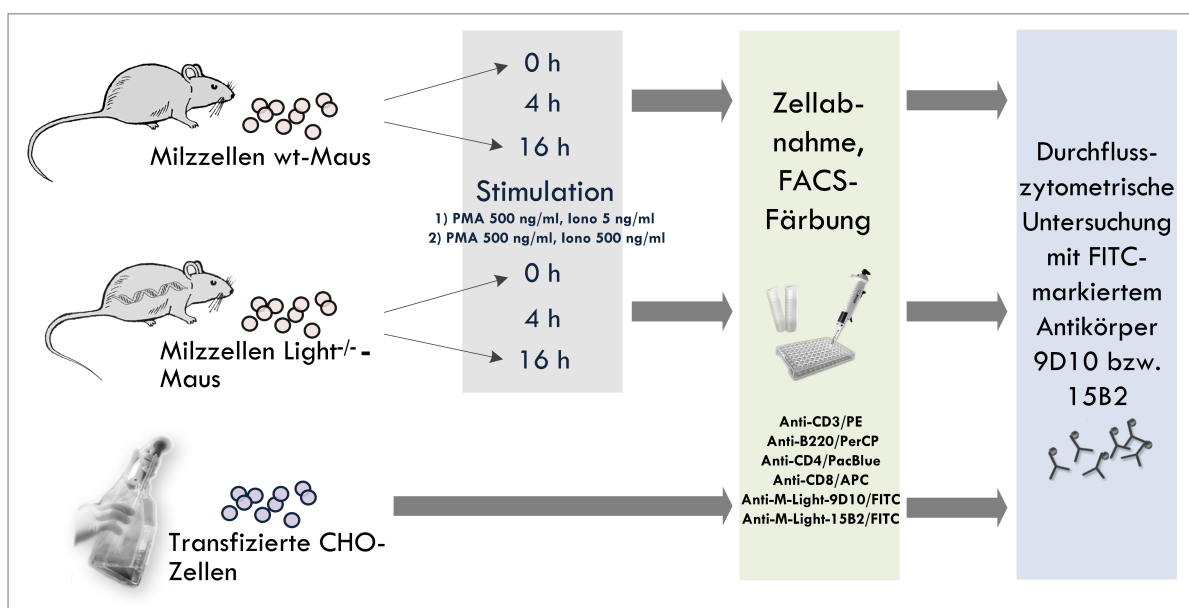 0 h
4 h
16 h
Milzzellen wt-Maus
Stimulation
1) PMA 500 ng/ml, Iono 5 ng/ml
2) PMA 500 ng/ml, Iono 500 ng/ml
0 h
4 h
16 h
Milzzellen Light-/- -
Maus
Transfizierte CHO-
Zellen
Zellab-
nahme,
FACS-
Färbung
Anti-CD3/PE
Anti-B220/PerCP
Anti-CD4/PacBlue
Anti-CD8/APC
Anti-M-Light-9D10/FITC
Anti-M-Light-15B2/FITC
Durchfluss-
zytometrische
Untersuchung
mit FITC-
markiertem
Antikörper
9D10 bzw.
15B2